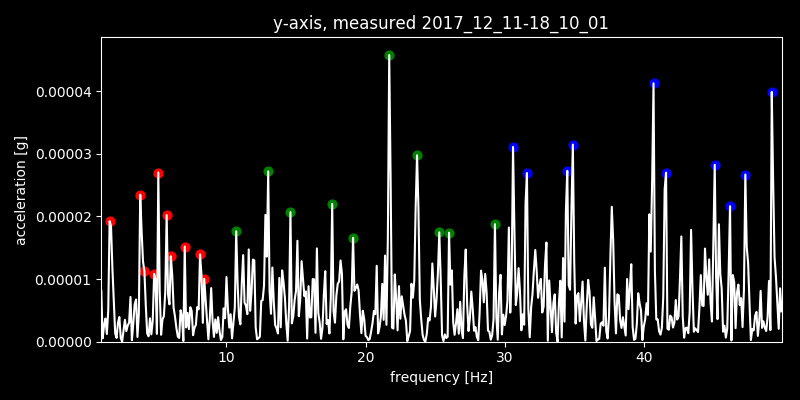 y-axis, measured 2017_12_11-18_10_01
acceleration [g]
0.00004
0.00003
0.00002
0.00001
0.00000
10 20 30 40
frequency [Hz]